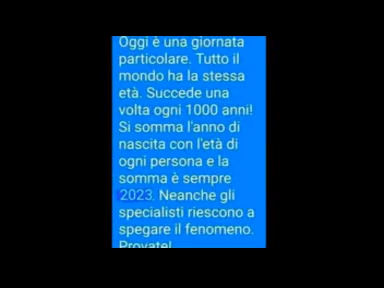 Oggi è una giornata
particolare. Tutto il
mondo ha la stessa
età. Succede una
volta ogni 1000 anni!
Si somma l'anno di
nascita con l'età di
ogni persona e la
somma è sempre
2023. Neanche gli
specialisti riescono a
spegare il fenomeno.
Provate!